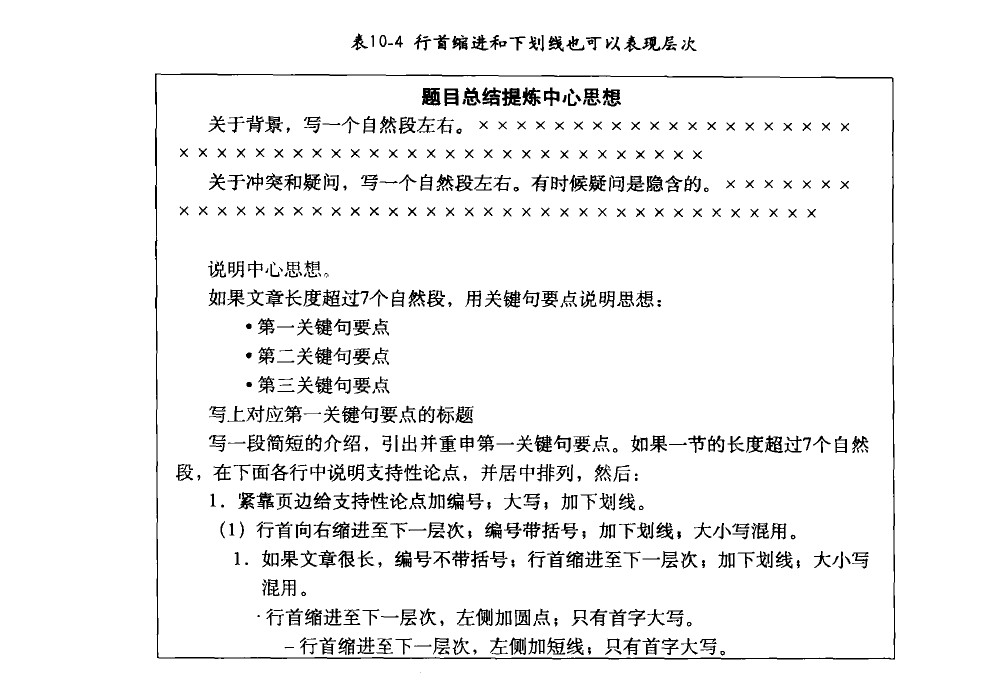 表10-4 行首缩进和下划线也可以表现层次
题目总结提炼中心思想
关于背景，写一个自然段左右。××××××××××××××××××××
××××××××××××××××××××××××××××
关于冲突和疑问，写一个自然段左右。有时候疑问是隐含的。×××××××
××××××××××××××××××××××××××××××××××
说明中心思想。
如果文章长度超过7个自然段，用关键句要点说明思想：
•第一关键句要点
•第二关键句要点
•第三关键句要点
写上对应第一关键句要点的标题
写一段简短的介绍，引出并重申第一关键句要点。如果一节的长度超过7个自然
段，在下面各行中说明支持性论点，并居中排列，然后：
1．紧靠页边给支持性论点加编号；大写；加下划线。
（1）行首向右缩进至下一层次；编号带括号；加下划线；大小写混用。
1．如果文章很长，编号不带括号；行首缩进至下一层次；加下划线；大小写
混用。
·行首缩进至下一层次，左侧加圆点；只有首字大写。
–行首缩进至下一层次，左侧加短线；只有首字大写。